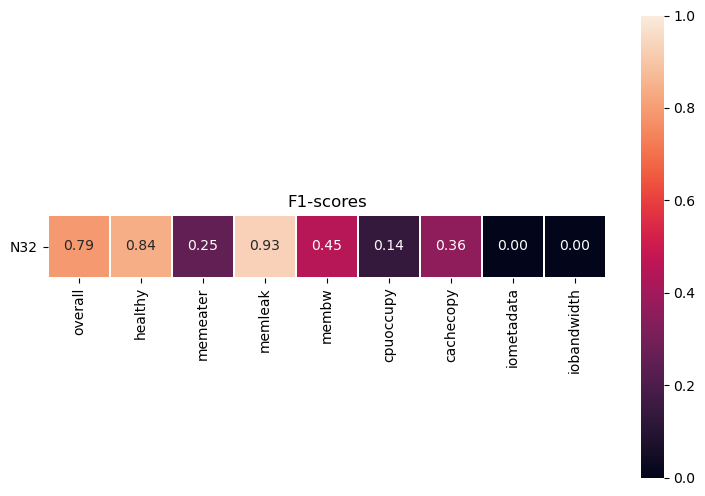 F1-scores
N32
0.79 0.84 0.25 0.93 0.45 0.14 0.36 0.00 0.00
overall
healthy
memeater
memleak
membw
cpuoccupy
cachecopy
iometadata
iobandwidth
1.0
0.8
0.6
0.4
0.2
0.0